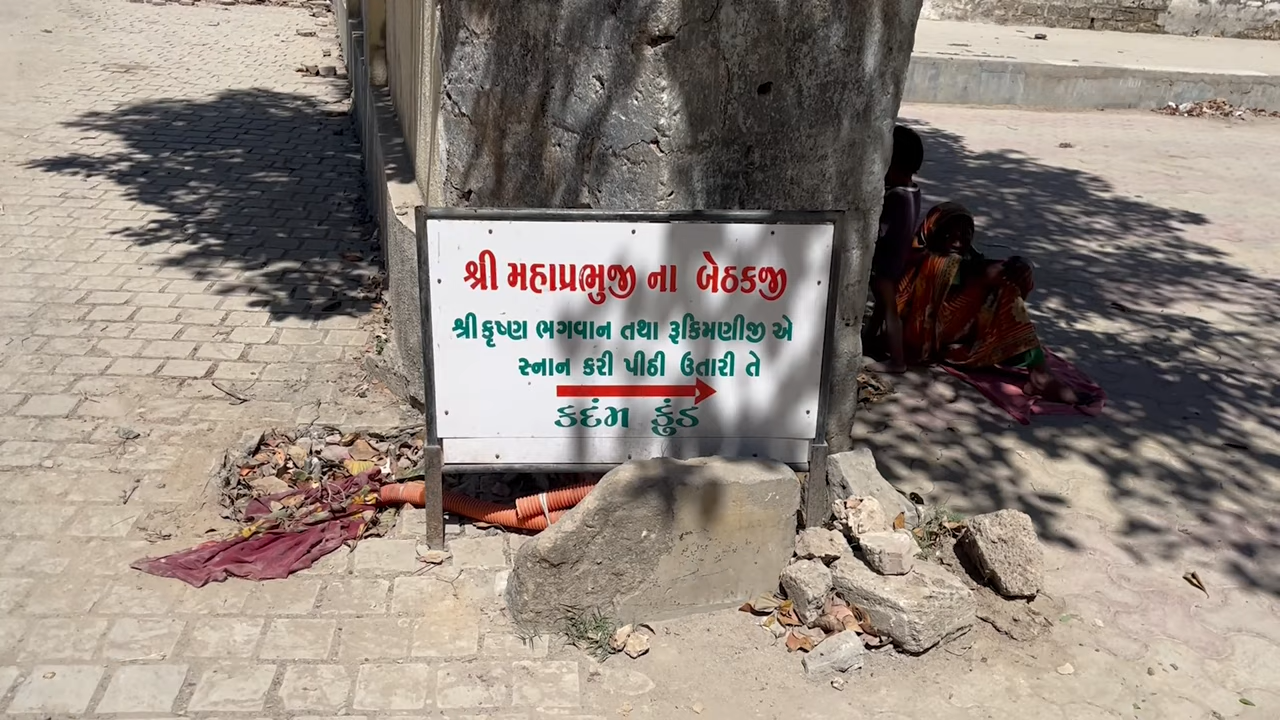 શ્રી મહાપ્રભુજી ના બેઠકજી
શ્રીકૃષ્ણ ભગવાન તથા રૂકિમણીજી એ
સ્નાન કરી પીઠી ઉતારી તે
કદંમ કુંડ